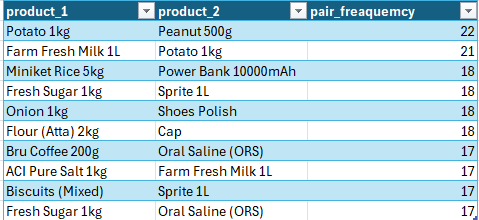 product_1 product_2 pair_freaquemcy
Potato 1kg Peanut 500g 22
Farm Fresh Milk 1L Potato 1kg 21
Miniket Rice 5kg Power Bank 10000mAh 18
Fresh Sugar 1kg Sprite 1L 18
Onion 1kg Shoes Polish 18
Flour (Atta) 2kg Cap 18
Bru Coffee 200g Oral Saline (ORS) 17
ACI Pure Salt 1kg Farm Fresh Milk 1L 17
Biscuits (Mixed) Sprite 1L 17
Fresh Sugar 1kg Oral Saline (ORS) 17